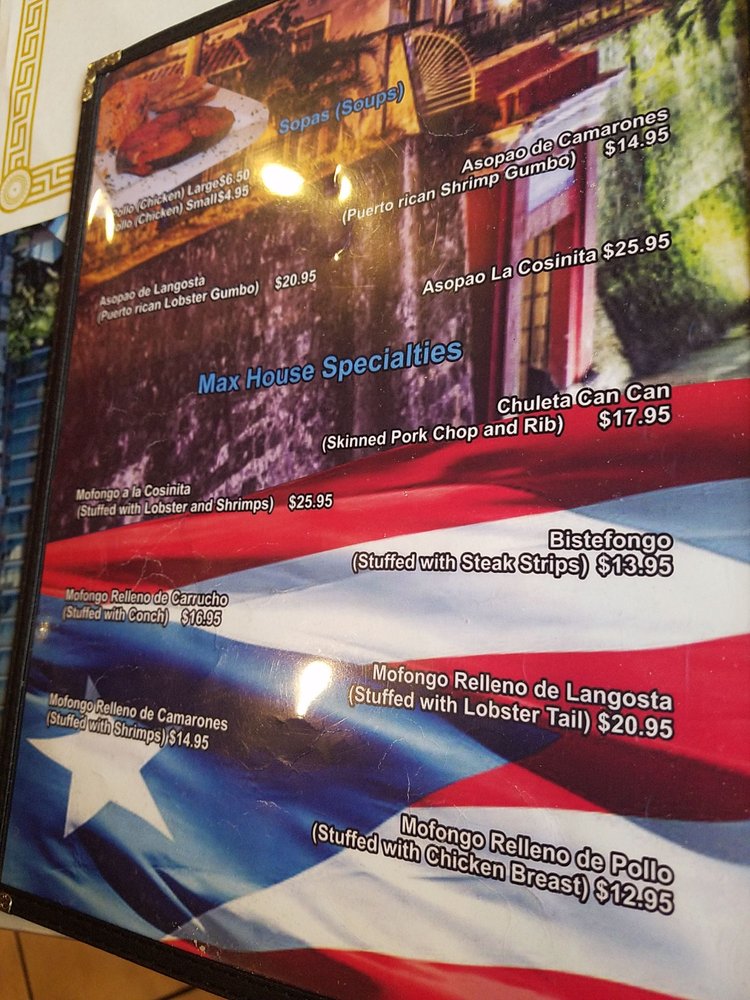 Sopas (Soups)
Pollo (Chicken) Large$6.50
Pollo (Chicken) Small$4.95
Asopao de Camarones
(Puerto rican Shrimp Gumbo) $14.95
Asopao de Langosta
(Puerto rican Lobster Gumbo) $20.95
Asopao La Cosinita $25.95
Max House Specialties
Chuleta Can Can
(Skinned Pork Chop and Rib) $17.95
Mofongo a la Cosinita
(Stuffed with Lobster and Shrimps) $25.95
Bistefongo
(Stuffed with Steak Strips) $13.95
Mofongo Relleno de Carrucho
(Stuffed with Conch) $16.95
Mofongo Relleno de Langosta
(Stuffed with Lobster Tail) $20.95
Mofongo Relleno de Camarones
(Stuffed with Shrimps) $14.95
Mofongo Relleno de Pollo
(Stuffed with Chicken Breast) $12.95